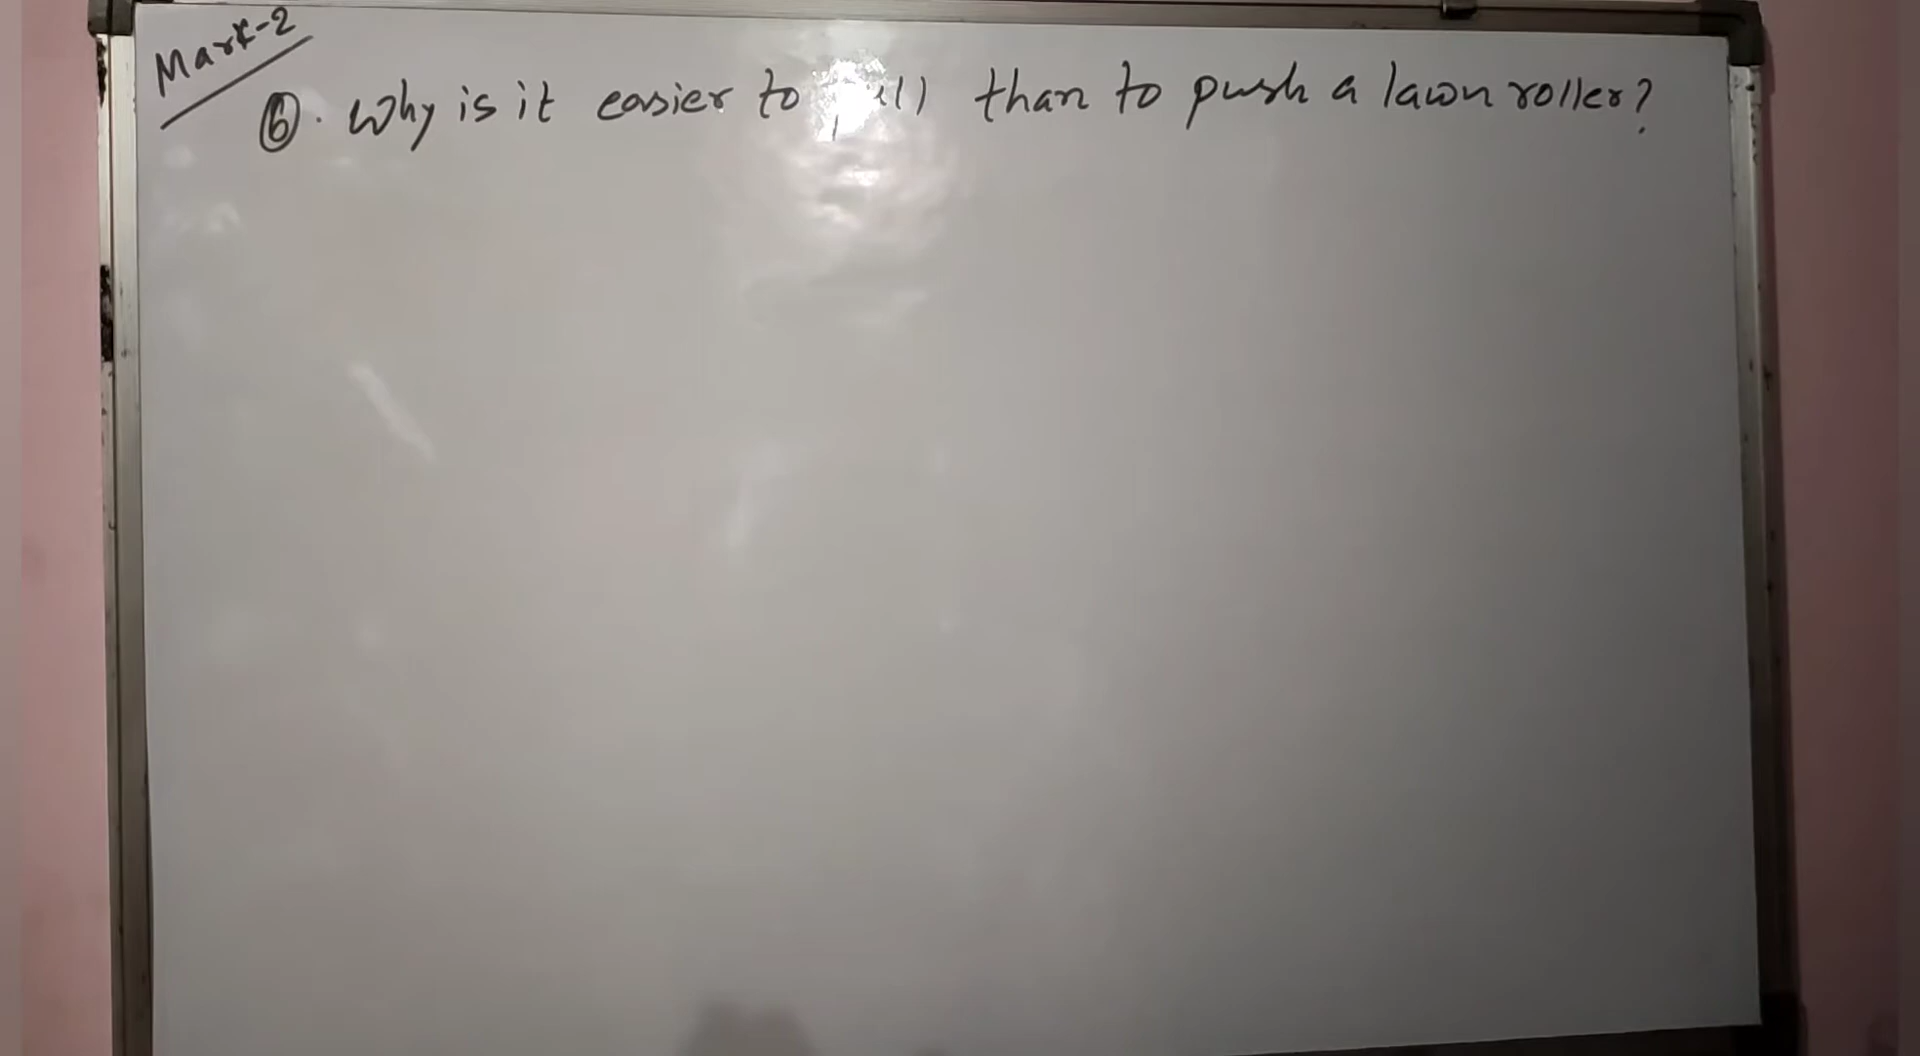 Mark-2
⑥. Why is it easier to pull than to push a lawn roller?